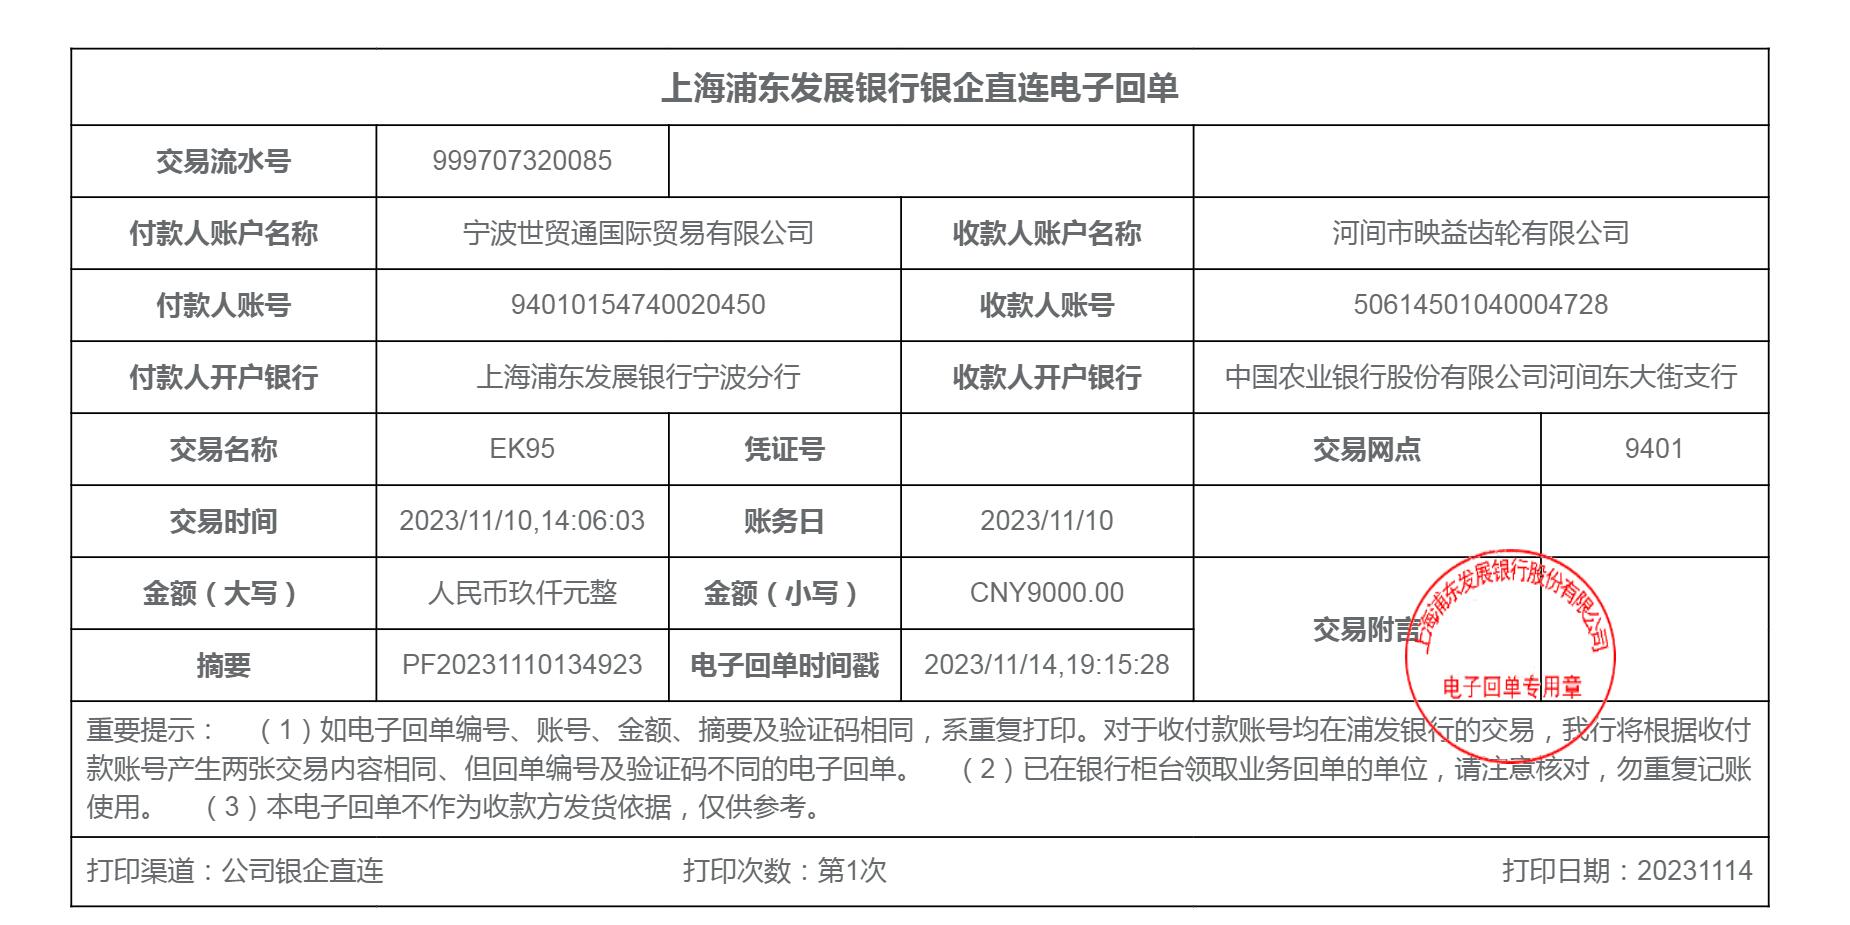 上海浦东发展银行银企直连电子回单
交易流水号 999707320085
付款人账户名称 宁波世贸通国际贸易有限公司 收款人账户名称 河间市映益齿轮有限公司
付款人账号 94010154740020450 收款人账号 50614501040004728
付款人开户银行 上海浦东发展银行宁波分行 收款人开户银行 中国农业银行股份有限公司河间东大街支行
交易名称 EK95 凭证号 交易网点 9401
交易时间 2023/11/10,14:06:03 账务日 2023/11/10
金额（大写） 人民币玖仟元整 金额（小写） CNY9000.00
交易附言
摘要 PF20231110134923 电子回单时间戳 2023/11/14,19:15:28
上海浦东发展银行股份有限公司
电子回单专用章
重要提示： （1）如电子回单编号、账号、金额、摘要及验证码相同，系重复打印。对于收付款账号均在浦发银行的交易，我行将根据收付
款账号产生两张交易内容相同、但回单编号及验证码不同的电子回单。 （2）已在银行柜台领取业务回单的单位，请注意核对，勿重复记账
使用。 （3）本电子回单不作为收款方发货依据，仅供参考。
打印渠道：公司银企直连 打印次数：第1次 打印日期：20231114